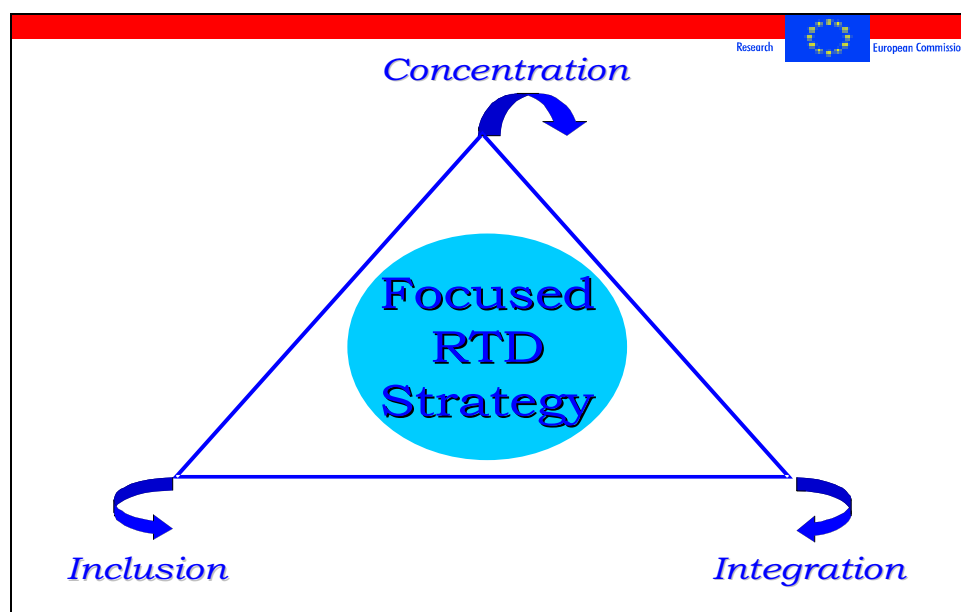 Research European Commissio
Concentration
Focused
RTD
Strategy
Inclusion Integration